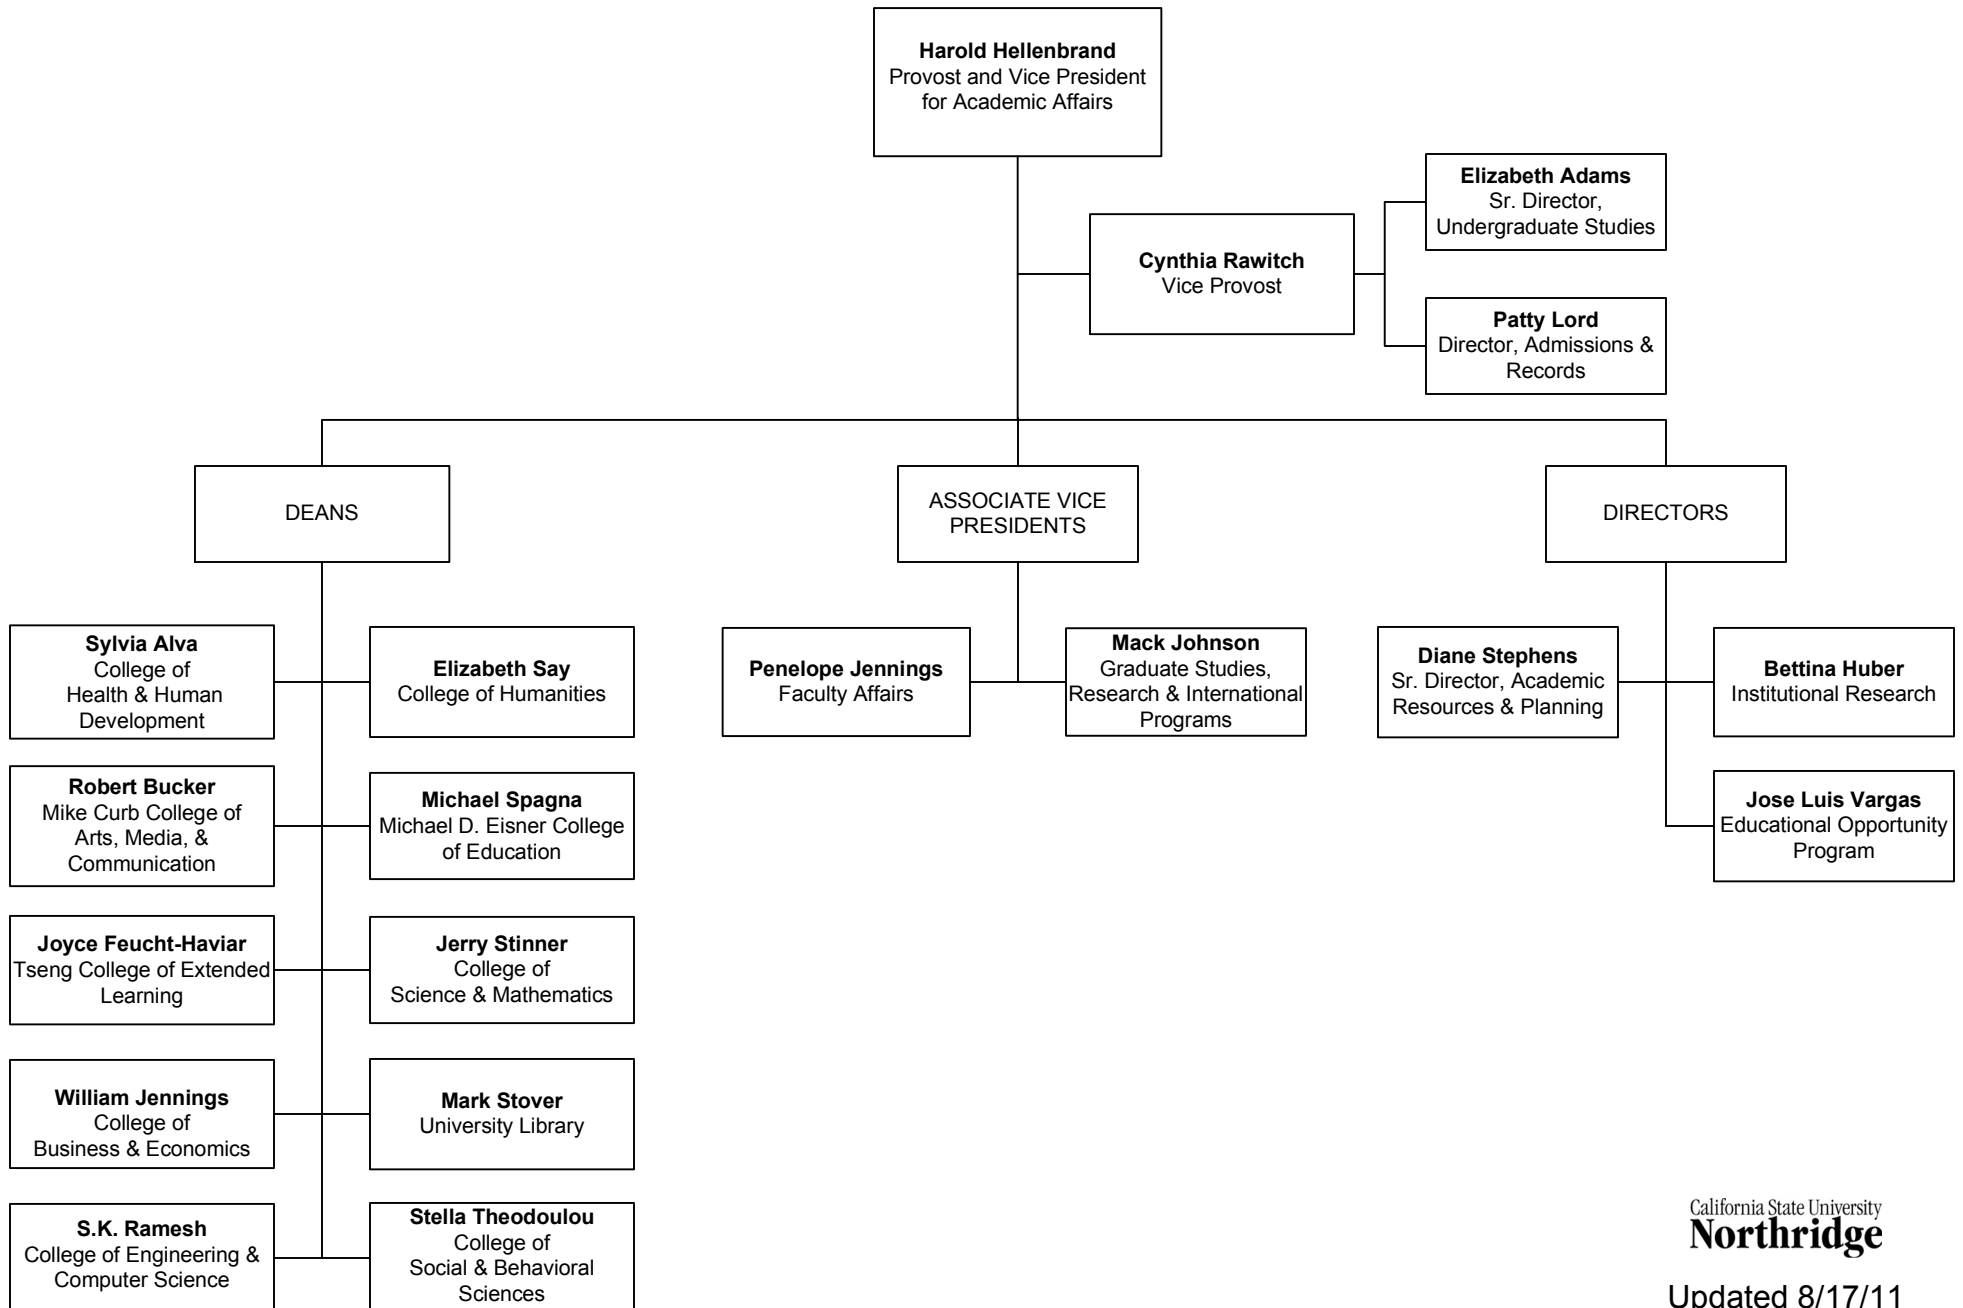 Harold Hellenbrand
Provost and Vice President
for Academic Affairs
Elizabeth Adams
Sr. Director,
Undergraduate Studies
Cynthia Rawitch
Vice Provost
Patty Lord
Director, Admissions &
Records
DEANS
ASSOCIATE VICE
PRESIDENTS
DIRECTORS
Sylvia Alva
College of
Health & Human
Development
Elizabeth Say
College of Humanities
Penelope Jennings
Faculty Affairs
Mack Johnson
Graduate Studies,
Research & International
Programs
Diane Stephens
Sr. Director, Academic
Resources & Planning
Bettina Huber
Institutional Research
Robert Bucker
Mike Curb College of
Arts, Media, &
Communication
Michael Spagna
Michael D. Eisner College
of Education
Jose Luis Vargas
Educational Opportunity
Program
Joyce Feucht-Haviar
Tseng College of Extended
Learning
Jerry Stinner
College of
Science & Mathematics
William Jennings
College of
Business & Economics
Mark Stover
University Library
S.K. Ramesh
College of Engineering &
Computer Science
Stella Theodoulou
College of
Social & Behavioral
Sciences
California State University
Northridge
Updated 8/17/11